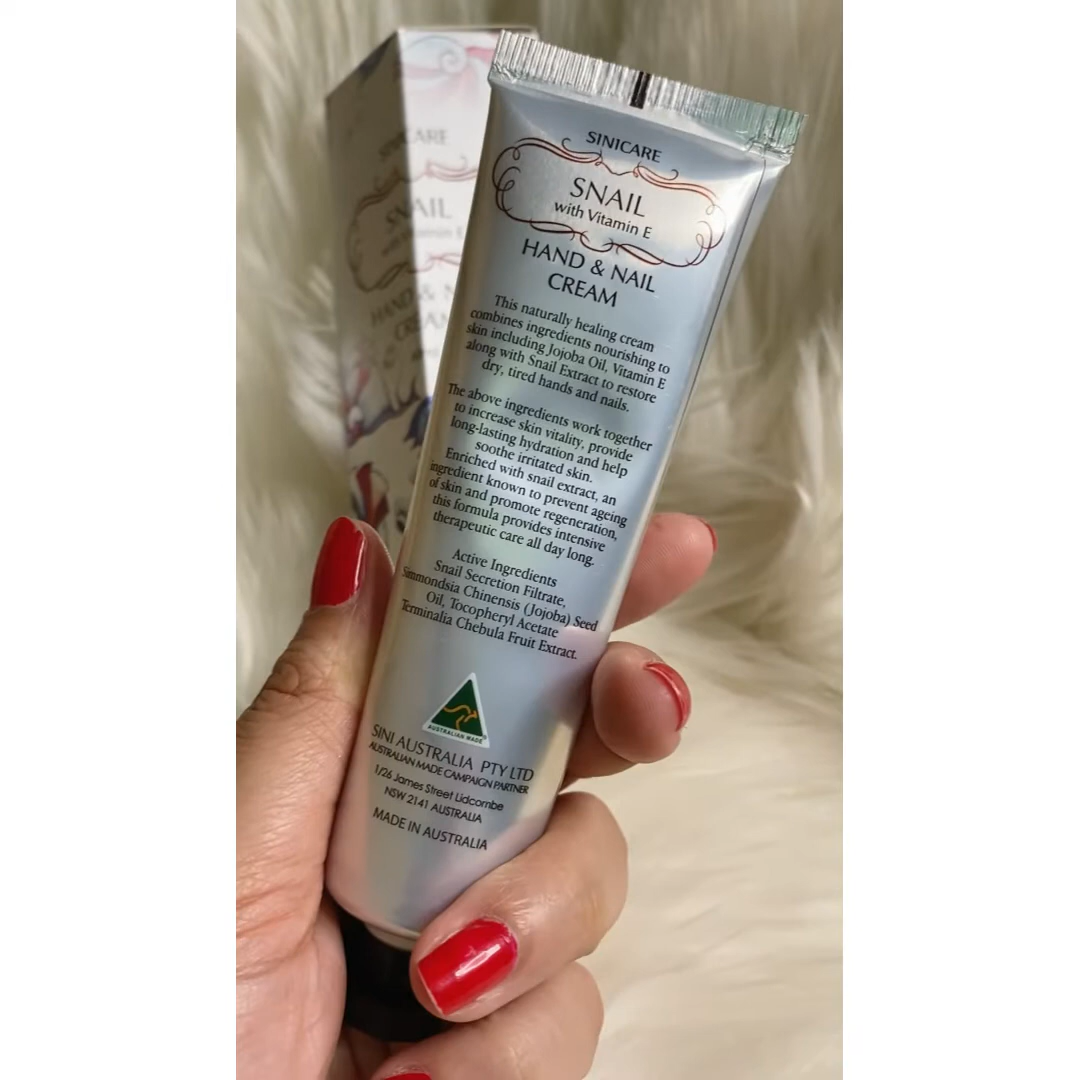 SINICARE
SNAIL
with Vitamin E
HAND & NAIL
CREAM
This naturally healing cream
combines ingredients nourishing to
skin including Jojoba Oil, Vitamin E
along with Snail Extract to restore
dry, tired hands and nails.
The above ingredients work together
to increase skin vitality, provide
long-lasting hydration and help
soothe irritated skin.
Enriched with snail extract, an
ingredient known to prevent ageing
of skin and promote regeneration,
this formula provides intensive
therapeutic care all day long.
Active Ingredients
Snail Secretion Filtrate,
Simmondsia Chinensis (Jojoba) Seed
Oil, Tocopheryl Acetate
Terminalia Chebula Fruit Extract.
AUSTRALIAN MADE
SINI AUSTRALIA PTY LTD
AUSTRALIAN MADE CAMPAIGN PARTNER
1/26 James Street Lidcombe
NSW 2141 AUSTRALIA
MADE IN AUSTRALIA
SINICARE
SNAIL
with Vitamin E
HAND & N
CREAM